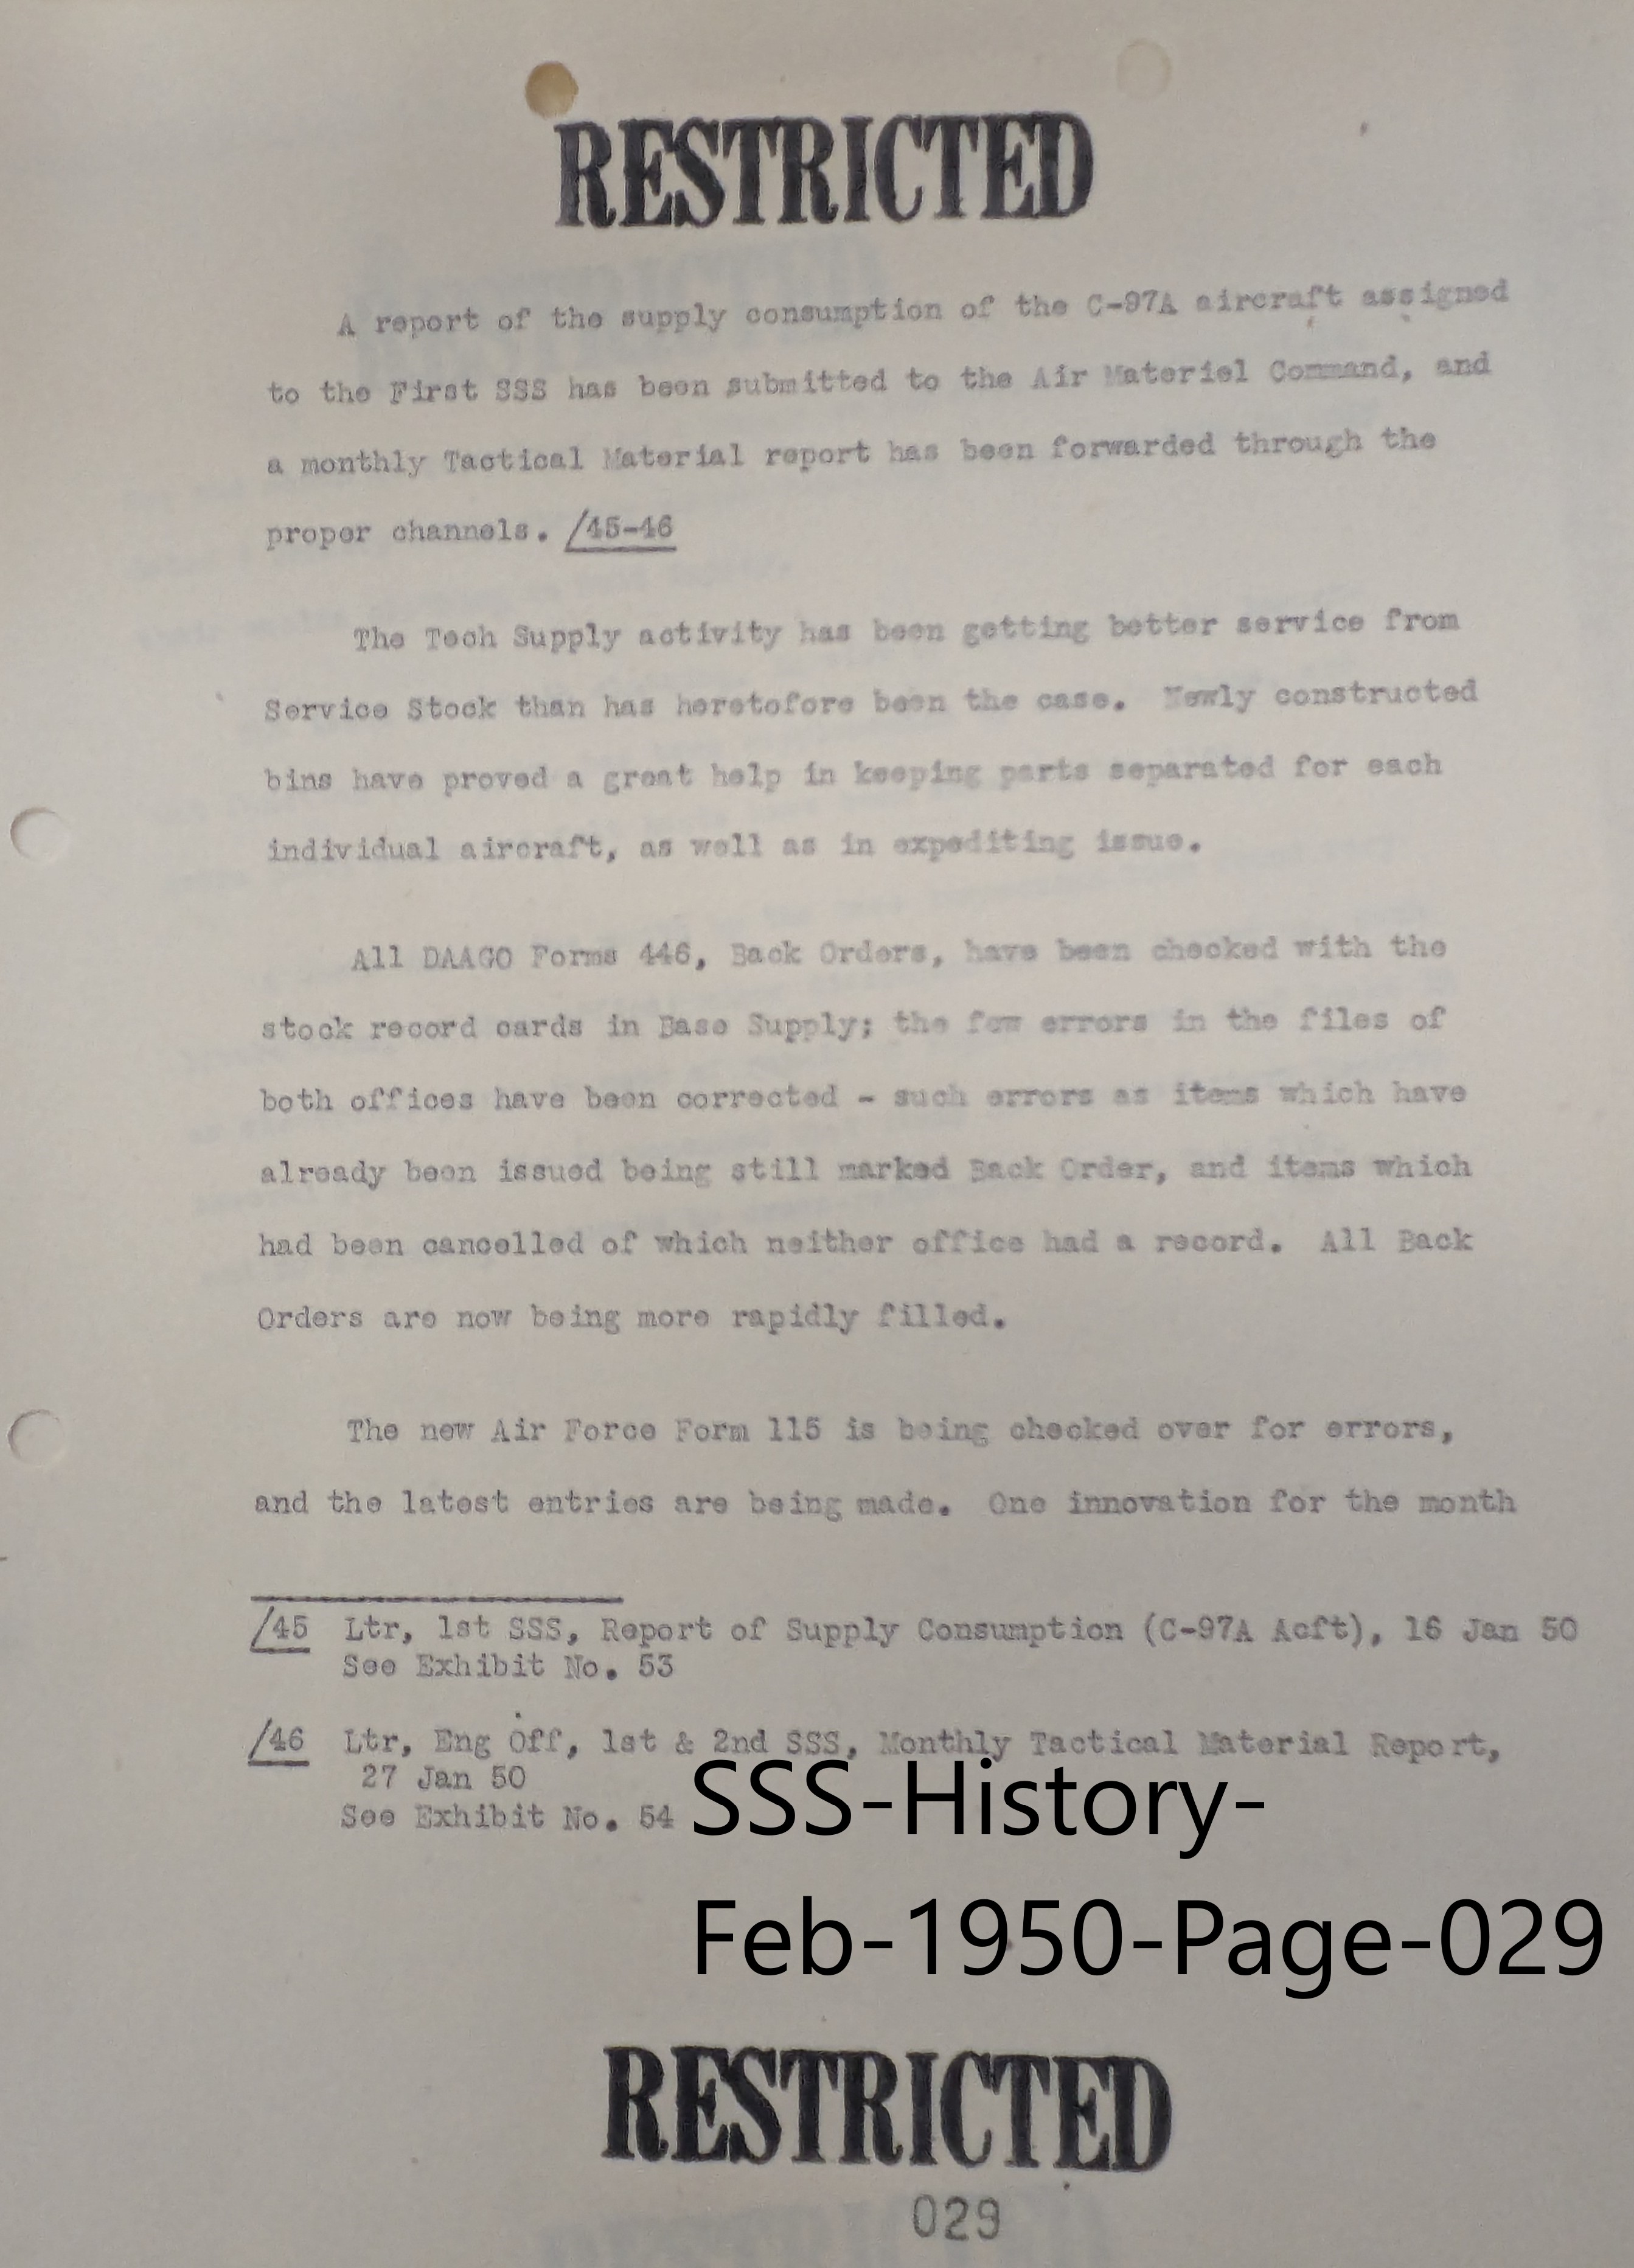 RESTRICTED
A report of the supply consumption of the C-97A aircraft assigned
to the First SSS has been submitted to the Air Materiel Command, and
a monthly Tactical Material report has been forwarded through the
proper channels. /45-46
The Tech Supply activity has been getting better service from
Service Stock than has heretofore been the case. Newly constructed
bins have proved a great help in keeping parts separated for each
individual aircraft, as well as in expediting issue.
All DAAGO Forms 446, Back Orders, have been checked with the
stock record cards in Base Supply; the few errors in the files of
both offices have been corrected - such errors as items which have
already been issued being still marked Back Order, and items which
had been cancelled of which neither office had a record. All Back
Orders are now being more rapidly filled.
The new Air Force Form 115 is being checked over for errors,
and the latest entries are being made. One innovation for the month
/45 Ltr, 1st SSS, Report of Supply Consumption (C-97A Acft), 16 Jan 50
See Exhibit No. 53
/46 Ltr, Eng Off, 1st & 2nd SSS, Monthly Tactical Material Report,
27 Jan 50
See Exhibit No. 54
SSS-History-
Feb-1950-Page-029
RESTRICTED
029